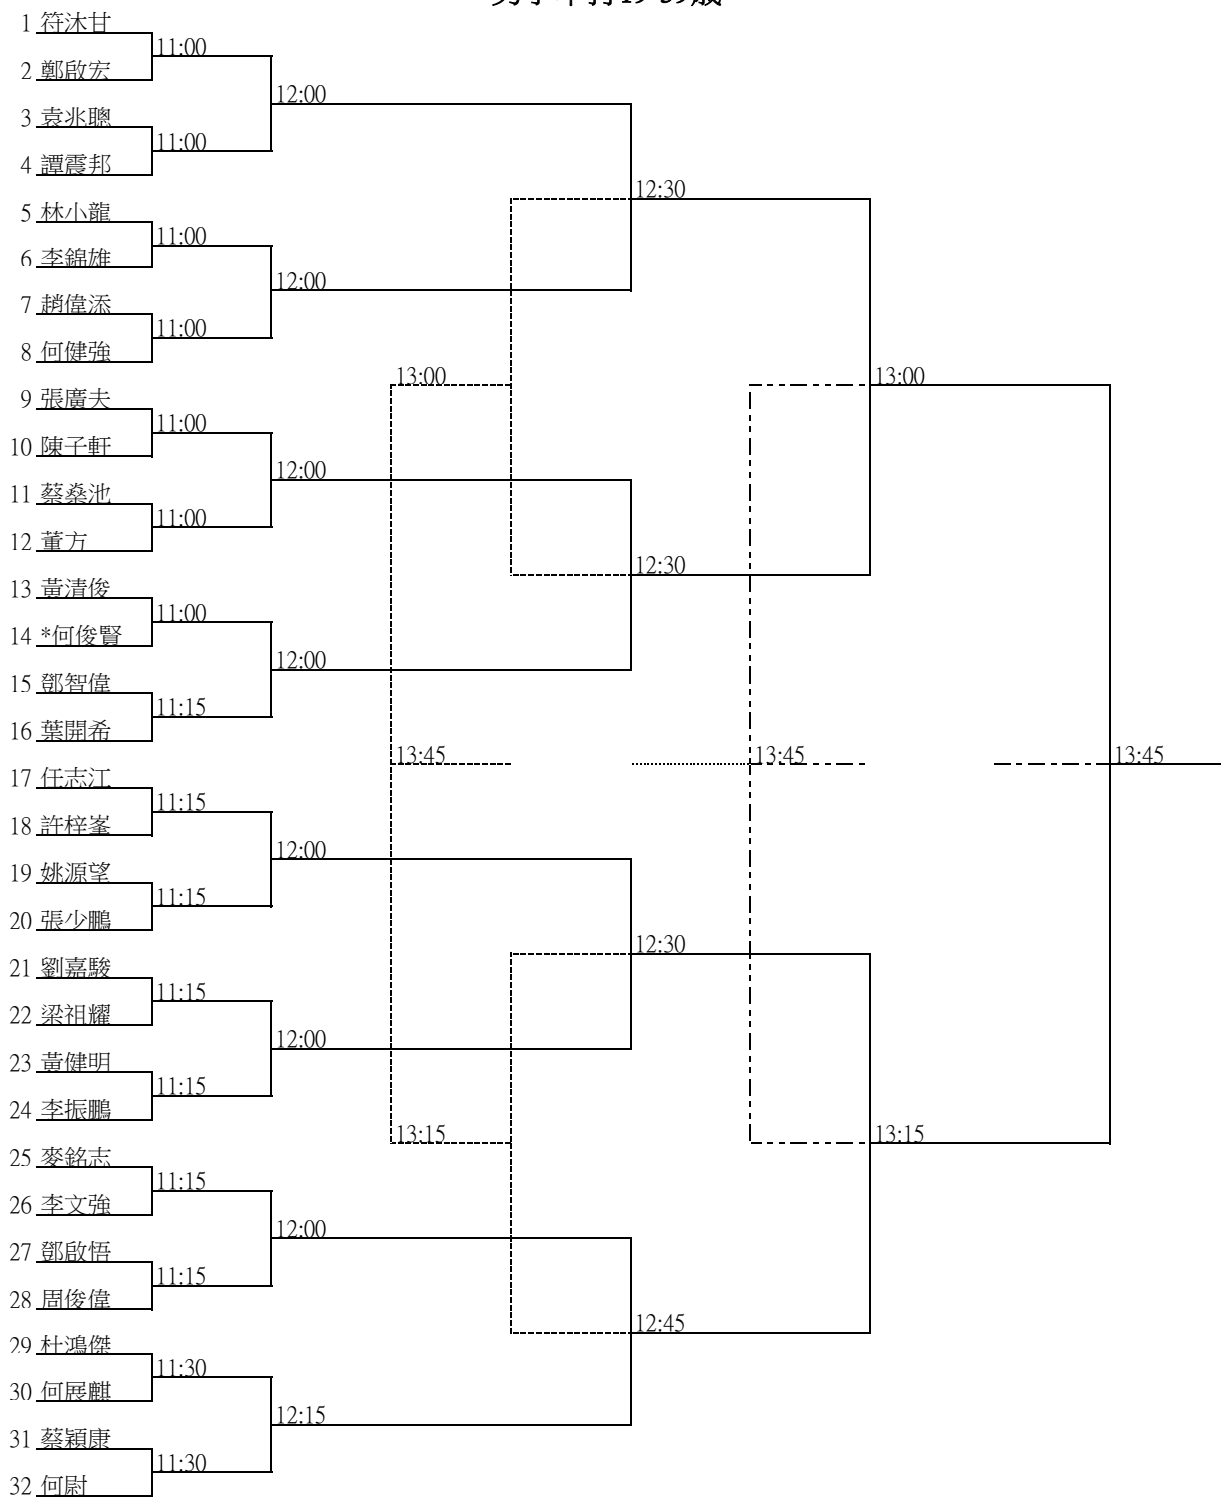 1 符沐甘
11:00
2 鄭啟宏
12:00
3 袁兆聰
11:00
4 譚震邦
12:30
5 林小龍
11:00
6 李錦雄
12:00
7 趙偉添
11:00
8 何健強
13:00
13:00
9 張廣夫
11:00
10 陳子軒
12:00
11 蔡燊池
11:00
12 董方
12:30
13 黃清俊
11:00
14 *何俊賢
12:00
15 鄧智偉
11:15
16 葉開希
13:45
13:45
13:45
17 任志江
11:15
18 許梓峯
12:00
19 姚源望
11:15
20 張少鵬
12:30
21 劉嘉駿
11:15
22 梁祖耀
12:00
23 黃健明
11:15
24 李振鵬
13:15
13:15
25 麥銘志
11:15
26 李文強
12:00
27 鄧啟悟
11:15
28 周俊偉
12:45
29 杜鴻傑
11:30
30 何展麒
12:15
31 蔡穎康
11:30
32 何尉